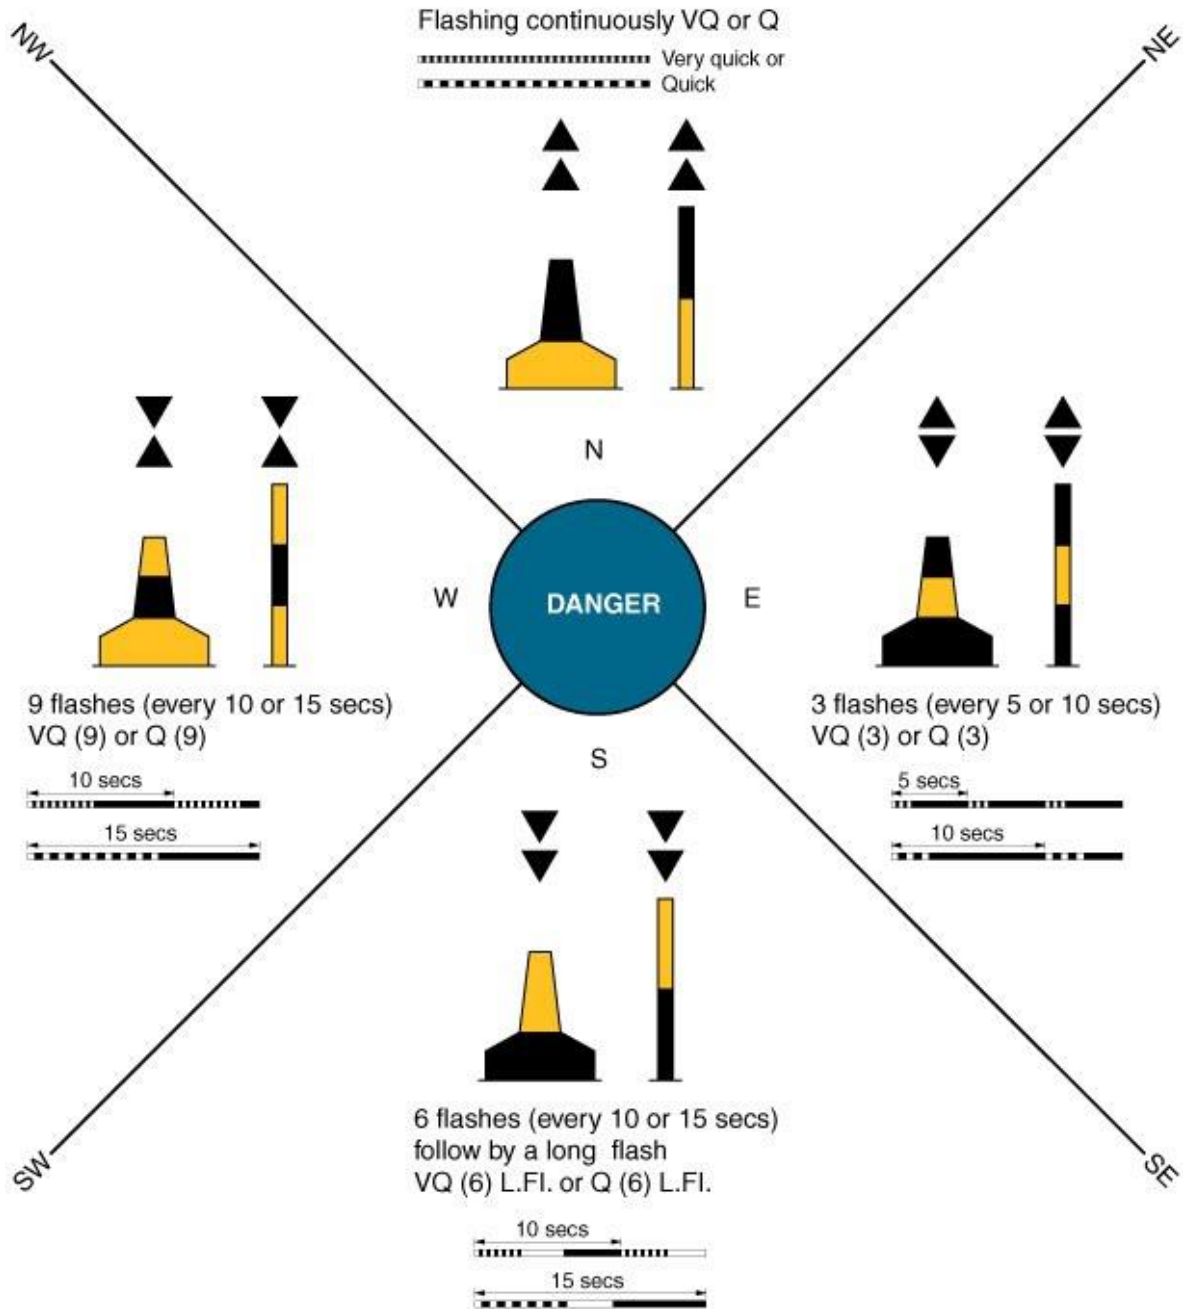 Flashing continuously VQ or Q
Very quick or
Quick
NW
NE
N
W
DANGER
E
S
9 flashes (every 10 or 15 secs)
VQ (9) or Q (9)
10 secs
15 secs
3 flashes (every 5 or 10 secs)
VQ (3) or Q (3)
5 secs
10 secs
6 flashes (every 10 or 15 secs)
follow by a long flash
VQ (6) L.Fl. or Q (6) L.Fl.
SW
SE
10 secs
15 secs